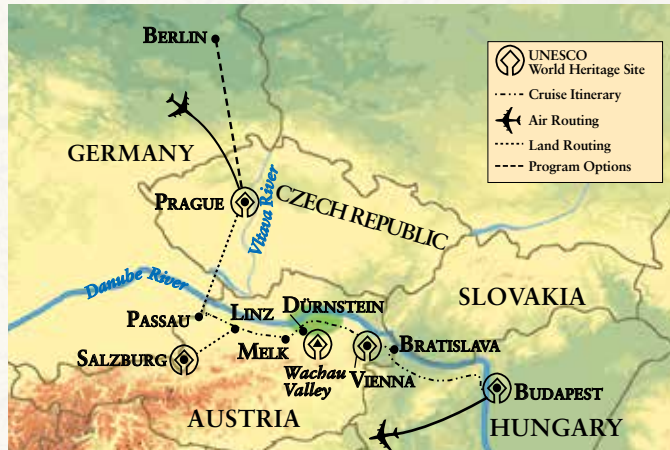 BERLIN
UNESCO
World Heritage Site
Cruise Itinerary
Air Routing
Land Routing
Program Options
GERMANY
PRAGUE
CZECH REPUBLIC
Vltava River
Danube River
SLOVAKIA
PASSAU
LINZ
DÜRNSTEIN
SALZBURG
MELK
Wachau
Valley
VIENNA
BRATISLAVA
BUDAPEST
AUSTRIA
HUNGARY